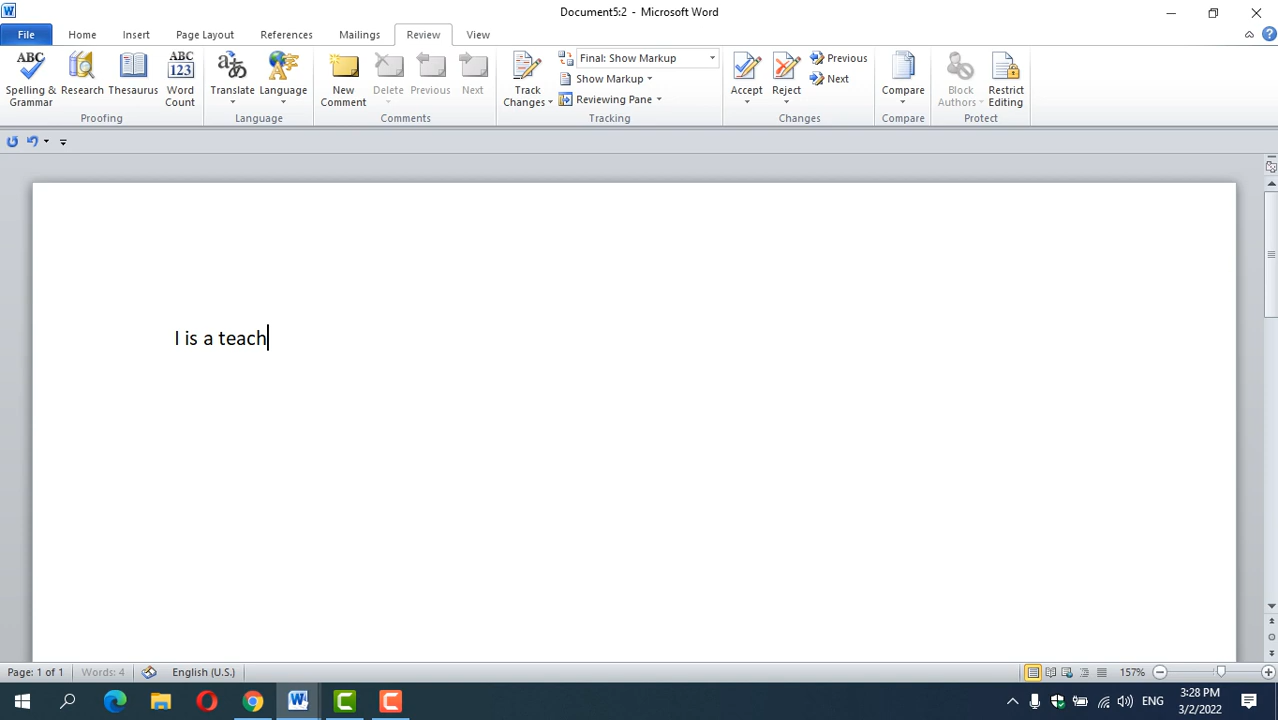 Document5:2 - Microsoft Word
File Home Insert Page Layout References Mailings Review View
ABC Spelling & Grammar
Research
Thesaurus
ABC 123 Word Count
Proofing
Translate
Language
Language
New Comment
Delete
Previous
Next
Comments
Track Changes
Final: Show Markup
Show Markup
Reviewing Pane
Tracking
Accept
Reject
Previous
Next
Changes
Compare
Compare
Block Authors
Restrict Editing
Protect
I is a teach
Page: 1 of 1 Words: 4 English (U.S.) 157%
ENG 3:28 PM
3/2/2022